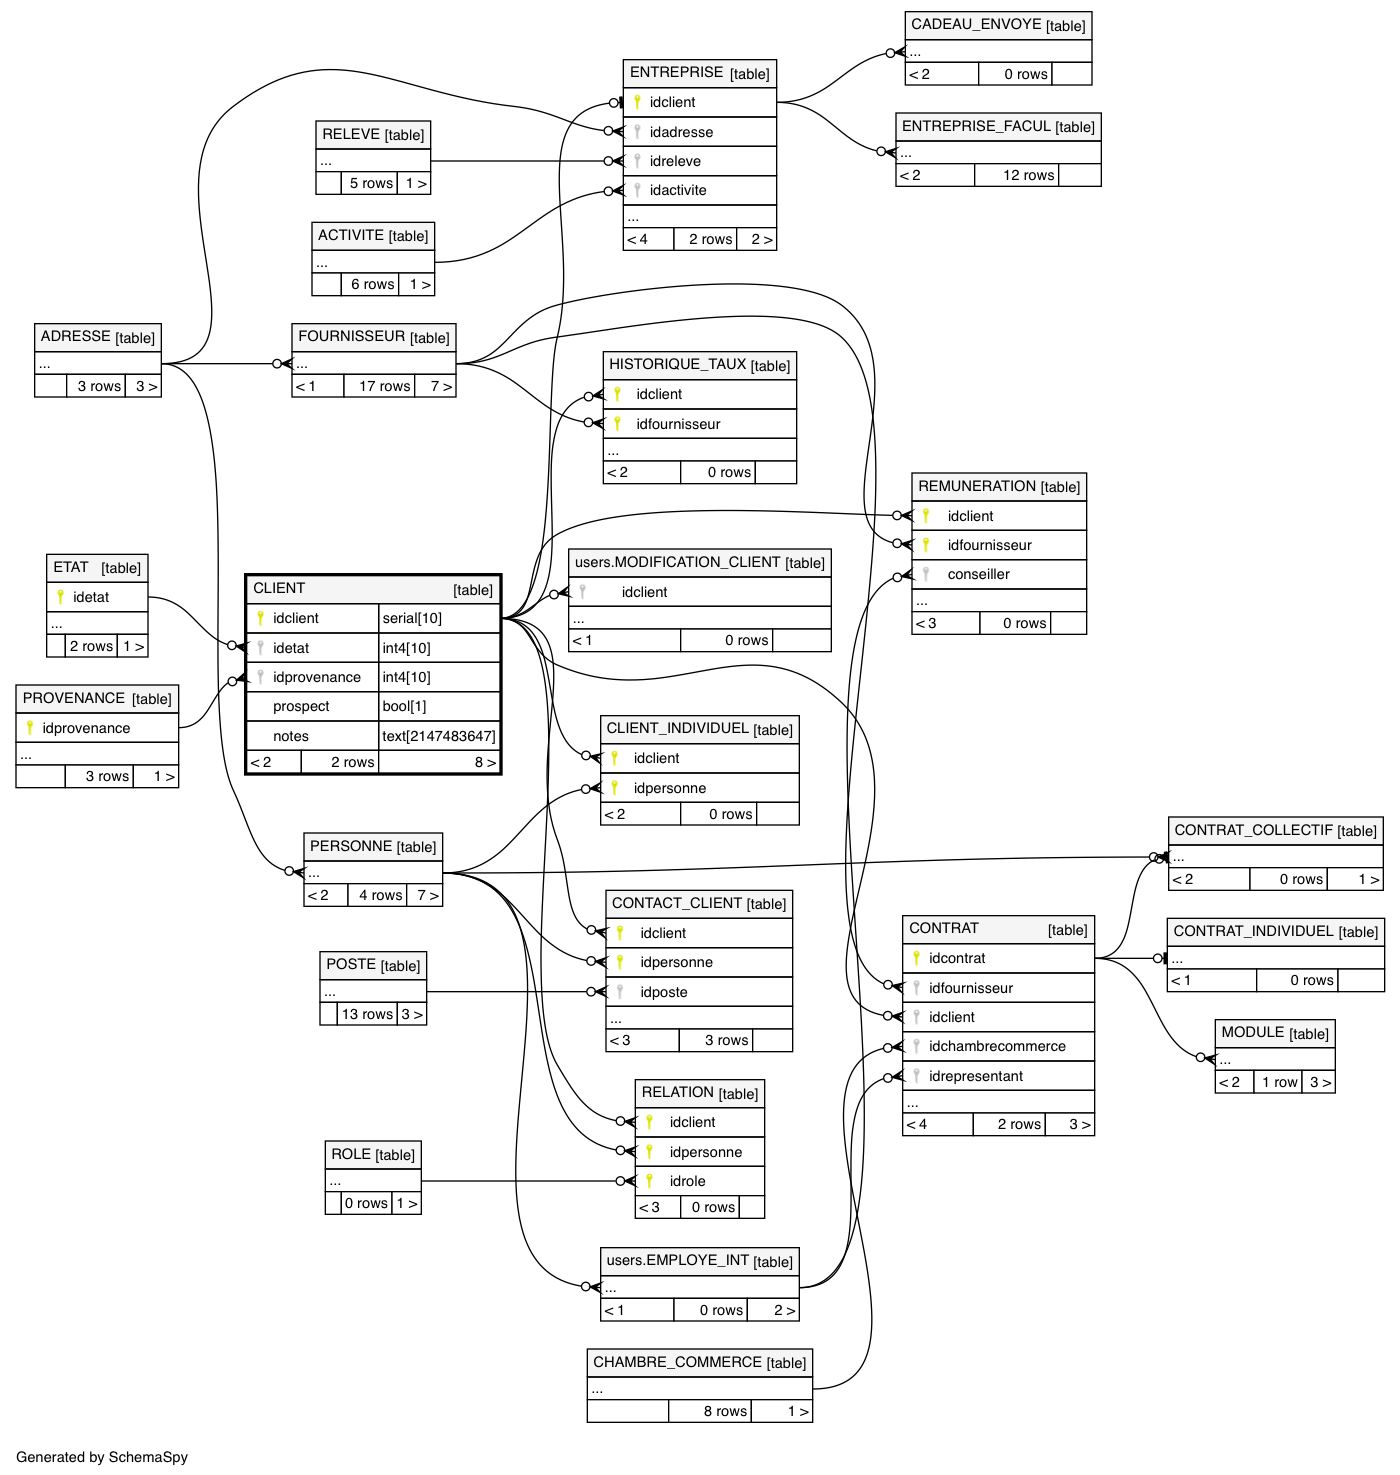 CADEAU_ENVOYE [table]
...
< 2 0 rows
ENTREPRISE [table]
idclient
idadresse
idreleve
idactivite
...
< 4 2 rows 2 >
ENTREPRISE_FACUL [table]
...
< 2 12 rows
RELEVE [table]
...
5 rows 1 >
ACTIVITE [table]
...
6 rows 1 >
ADRESSE [table]
...
3 rows 3 >
FOURNISSEUR [table]
...
< 1 17 rows 7 >
HISTORIQUE_TAUX [table]
idclient
idfournisseur
...
< 2 0 rows
REMUNERATION [table]
idclient
idfournisseur
conseiller
...
< 3 0 rows
ETAT [table]
idetat
...
2 rows 1 >
PROVENANCE [table]
idprovenance
...
3 rows 1 >
CLIENT [table]
idclient serial[10]
idetat int4[10]
idprovenance int4[10]
prospect bool[1]
notes text[2147483647]
< 2 2 rows 8 >
users.MODIFICATION_CLIENT [table]
idclient
...
< 1 0 rows
CLIENT_INDIVIDUEL [table]
idclient
idpersonne
< 2 0 rows
PERSONNE [table]
...
< 2 4 rows 7 >
CONTRAT_COLLECTIF [table]
...
< 2 0 rows 1 >
CONTACT_CLIENT [table]
idclient
idpersonne
idposte
...
< 3 3 rows
POSTE [table]
...
13 rows 3 >
CONTRAT [table]
idcontrat
idfournisseur
idclient
idchambrecommerce
idrepresentant
...
< 4 2 rows 3 >
CONTRAT_INDIVIDUEL [table]
...
< 1 0 rows
MODULE [table]
...
< 2 1 row 3 >
RELATION [table]
idclient
idpersonne
idrole
< 3 0 rows
ROLE [table]
...
0 rows 1 >
users.EMPLOYE_INT [table]
...
< 1 0 rows 2 >
CHAMBRE_COMMERCE [table]
...
8 rows 1 >
Generated by SchemaSpy